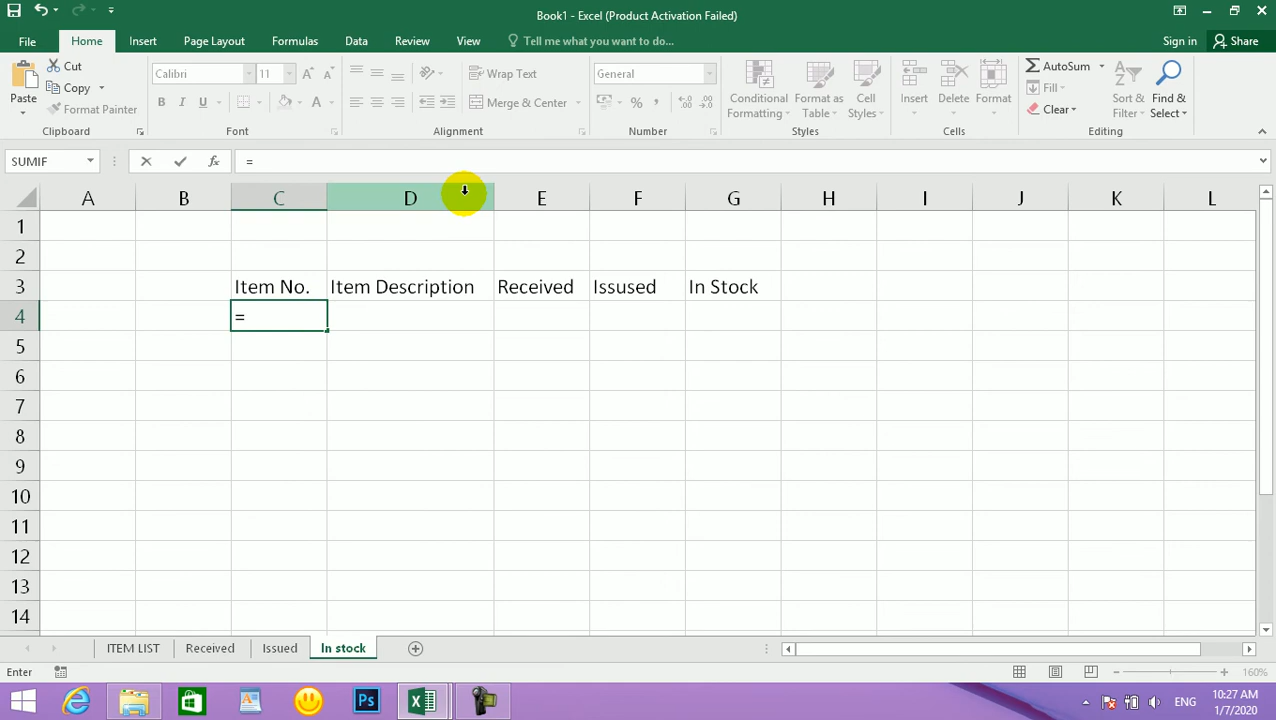 Book1 - Excel (Product Activation Failed)
File Home Insert Page Layout Formulas Data Review View Tell me what you want to do... Sign in Share
Paste
Cut
Copy
Format Painter
Clipboard
Calibri 11
B I U A
Font
Wrap Text
Merge & Center
Alignment
General
Number
Conditional Formatting
Format as Table
Cell Styles
Styles
Insert
Delete
Format
Cells
AutoSum
Fill
Clear
Sort & Filter
Find & Select
Editing
SUMIF fx =
A B C D E F G H I J K L
1
2
3 Item No. Item Description Received Issused In Stock
4 =
5
6
7
8
9
10
11
12
13
14
ITEM LIST Received Issued In stock
Enter 160%
Ps ENG 10:27 AM
1/7/2020